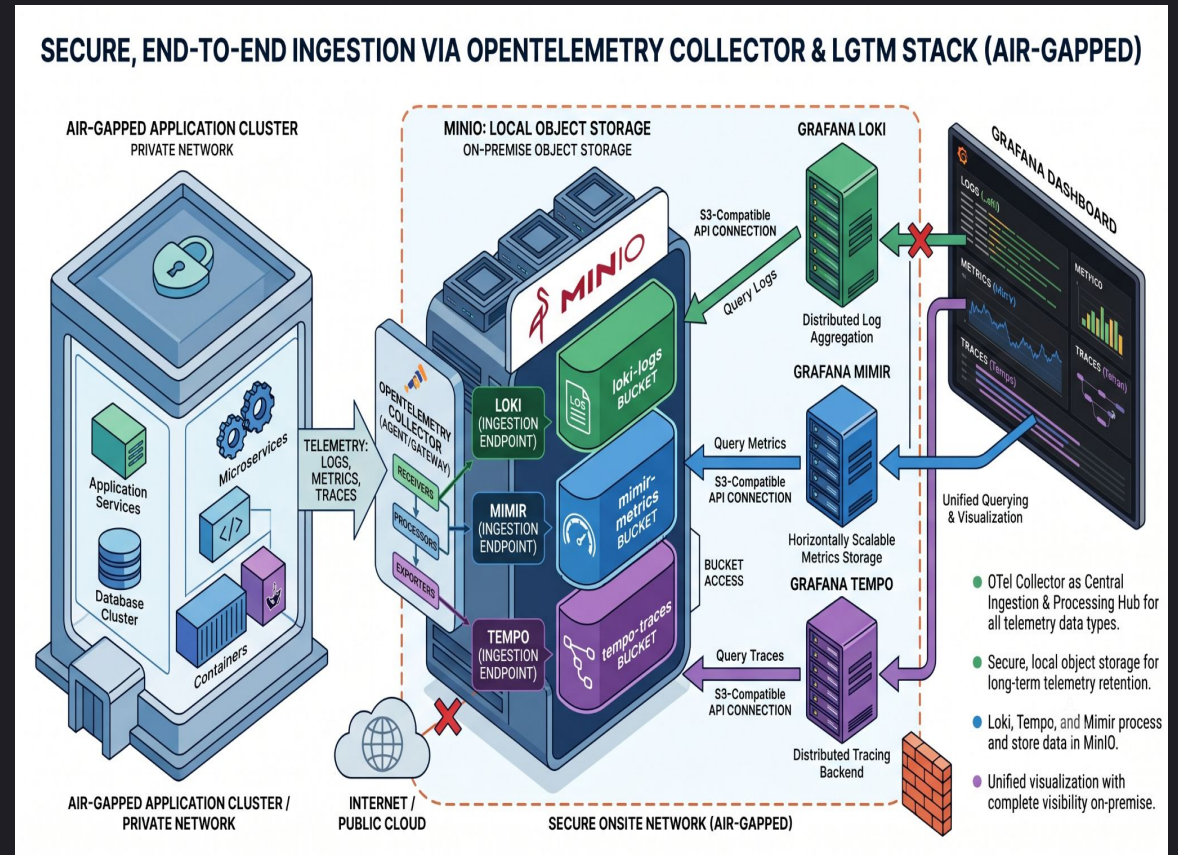 SECURE, END-TO-END INGESTION VIA OPENTELEMETRY COLLECTOR & LGTM STACK (AIR-GAPPED)
AIR-GAPPED APPLICATION CLUSTER
PRIVATE NETWORK
Application
Services
Microservices
Database
Cluster
Containers
AIR-GAPPED APPLICATION CLUSTER /
PRIVATE NETWORK
TELEMETRY:
LOGS,
METRICS,
TRACES
OPENTELEMETRY
COLLECTOR
(AGENT/GATEWAY)
RECEIVERS
PROCESSORS
EXPORTERS
INTERNET /
PUBLIC CLOUD
MINIO: LOCAL OBJECT STORAGE
ON-PREMISE OBJECT STORAGE
MINIO
LOKI
(INGESTION
ENDPOINT)
MIMIR
(INGESTION
ENDPOINT)
TEMPO
(INGESTION
ENDPOINT)
LOS
loki-logs
BUCKET
mimir-
metrics
BUCKET
tempo-traces
BUCKET
S3-Compatible
API CONNECTION
Query Logs
Query Metrics
S3-Compatible
API CONNECTION
BUCKET
ACCESS
Query Traces
S3-Compatible
API CONNECTION
GRAFANA LOKI
Distributed Log
Aggregation
GRAFANA MIMIR
Horizontally Scalable
Metrics Storage
GRAFANA TEMPO
Distributed Tracing
Backend
SECURE ONSITE NETWORK (AIR-GAPPED)
GRAFANA DASHBOARD
LOGS
METRICS
TRACES (Temps)
TRACES
Unified Querying
& Visualization
OTel Collector as Central
Ingestion & Processing Hub for
all telemetry data types.
Secure, local object storage for
long-term telemetry retention.
Loki, Tempo, and Mimir process
and store data in MinIO.
Unified visualization with
complete visibility on-premise.